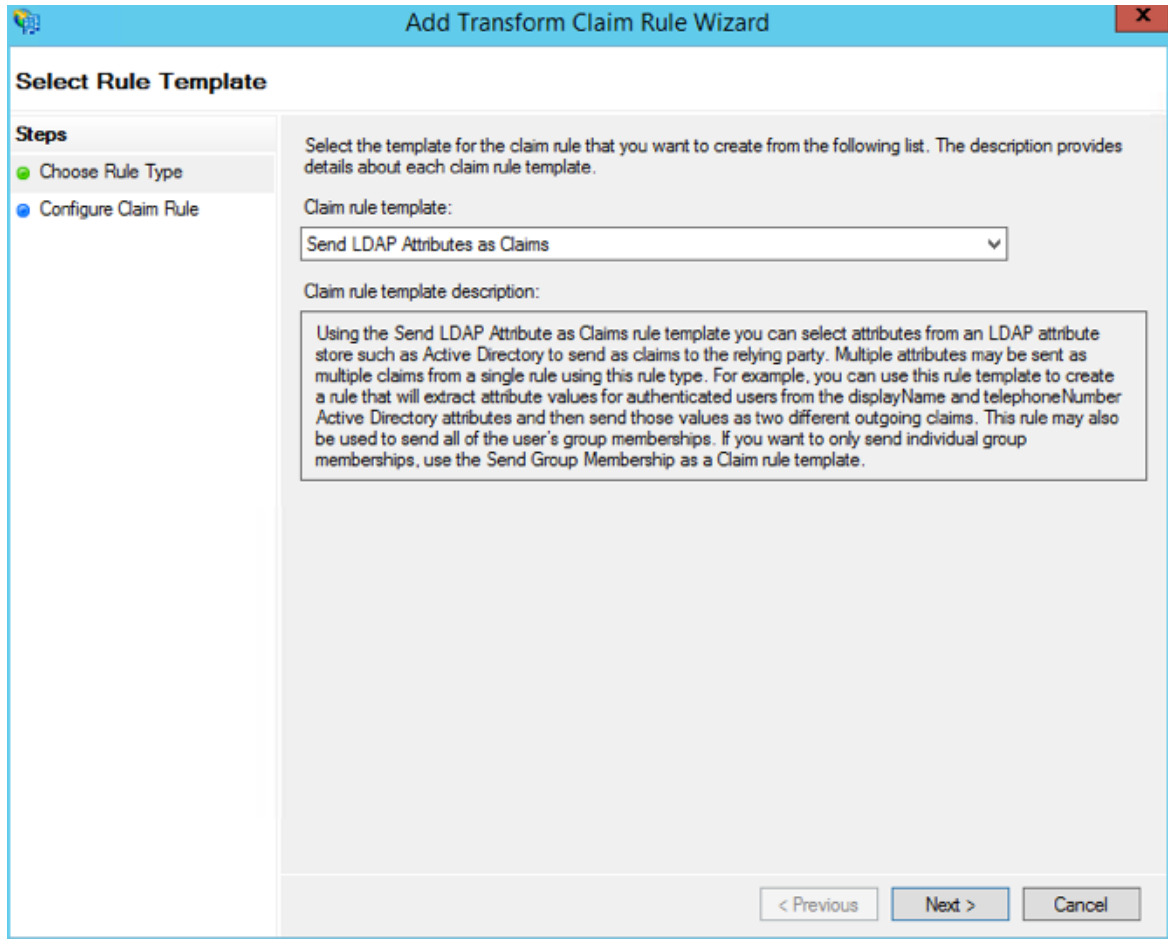 Add Transform Claim Rule Wizard
x
Select Rule Template
Steps
Choose Rule Type
Configure Claim Rule
Select the template for the claim rule that you want to create from the following list. The description provides
details about each claim rule template.
Claim rule template:
Send LDAP Attributes as Claims
Claim rule template description:
Using the Send LDAP Attribute as Claims rule template you can select attributes from an LDAP attribute
store such as Active Directory to send as claims to the relying party. Multiple attributes may be sent as
multiple claims from a single rule using this rule type. For example, you can use this rule template to create
a rule that will extract attribute values for authenticated users from the displayName and telephoneNumber
Active Directory attributes and then send those values as two different outgoing claims. This rule may also
be used to send all of the user's group memberships. If you want to only send individual group
memberships, use the Send Group Membership as a Claim rule template.
< Previous
Next >
Cancel